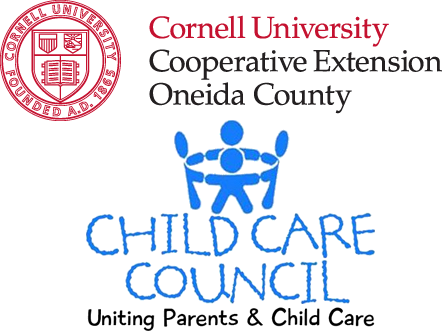 CORNELL UNIVERSITY
FOUNDED A.D. 1865
Cornell University
Cooperative Extension
Oneida County
CHILD CARE
COUNCIL
Uniting Parents & Child Care